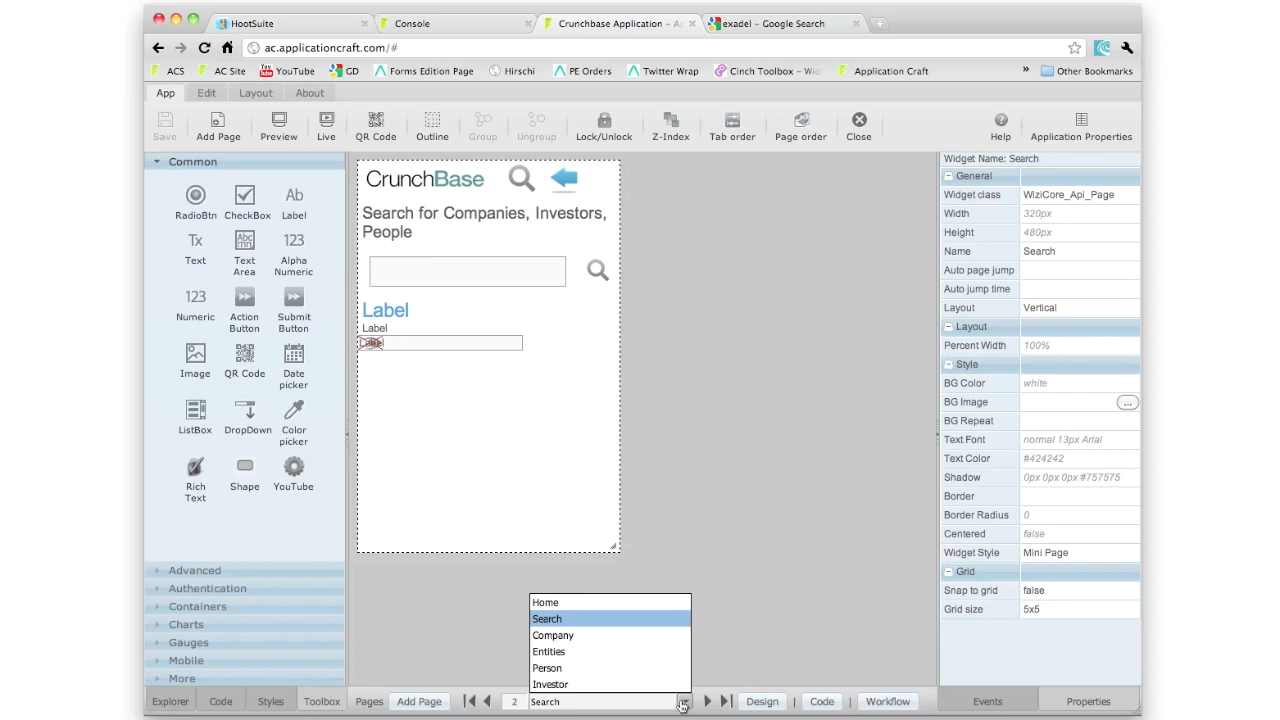 HootSuite
Console
Crunchbase Application – A
exadel – Google Search
ac.applicationcraft.com/#
ACS
AC Site
YouTube
GD
Forms Edition Page
Hirschi
PE Orders
Twitter Wrap
Cinch Toolbox – Wi
Application Craft
»
Other Bookmarks
App
Edit
Layout
About
Save
Add Page
Preview
Live
QR Code
Outline
Group
Ungroup
Lock/Unlock
Z-Index
Tab order
Page order
Close
Help
Application Properties
Common
RadioBtn
CheckBox
Ab
Label
Tx
Text
Abc
mn
Text
Area
123
Alpha
Numeric
123
Numeric
Action
Button
Submit
Button
Image
QR Code
Date
picker
ListBox
DropDown
Color
picker
Rich
Text
Shape
YouTube
Advanced
Authentication
Containers
Charts
Gauges
Mobile
More
Explorer
Code
Styles
Toolbox
CrunchBase
Search for Companies, Investors,
People
Label
Label
Label
Home
Search
Company
Entities
Person
Investor
Pages
Add Page
2
Search
Design
|
Code
|
Workflow
Widget Name: Search
General
Widget class WiziCore_Api_Page
Width 320px
Height 480px
Name Search
Auto page jump
Auto jump time
Layout Vertical
Layout
Percent Width 100%
Style
BG Color white
BG Image ...
BG Repeat
Text Font normal 13px Arial
Text Color #424242
Shadow 0px 0px 0px #757575
Border
Border Radius 0
Centered false
Widget Style Mini Page
Grid
Snap to grid false
Grid size 5x5
Events
Properties